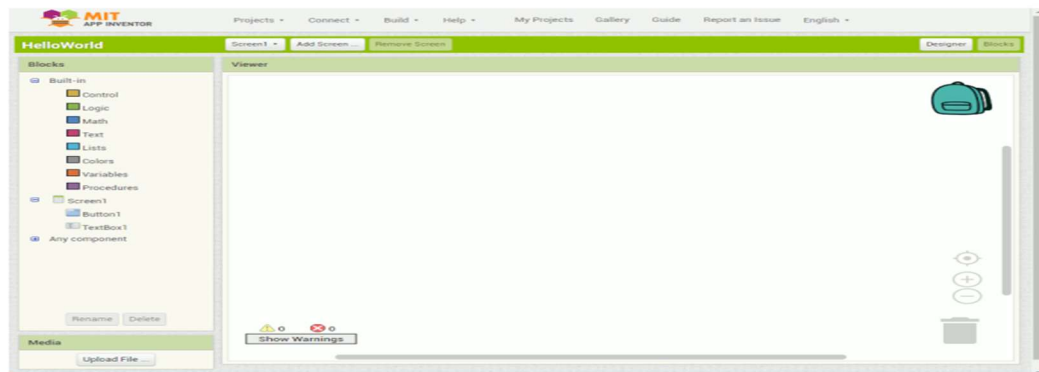 MIT
APP INVENTOR
Projects Connect Build Help My Projects Gallery Guide Report an Issue English
HelloWorld Screen1 Add Screen ... Remove Screen Designer Blocks
Blocks Viewer
Built-in
Control
Logic
Math
Text
Lists
Colors
Variables
Procedures
Screen1
Button1
TextBox1
Any component
Rename Delete
0 0
Show Warnings
Media
Upload File ...